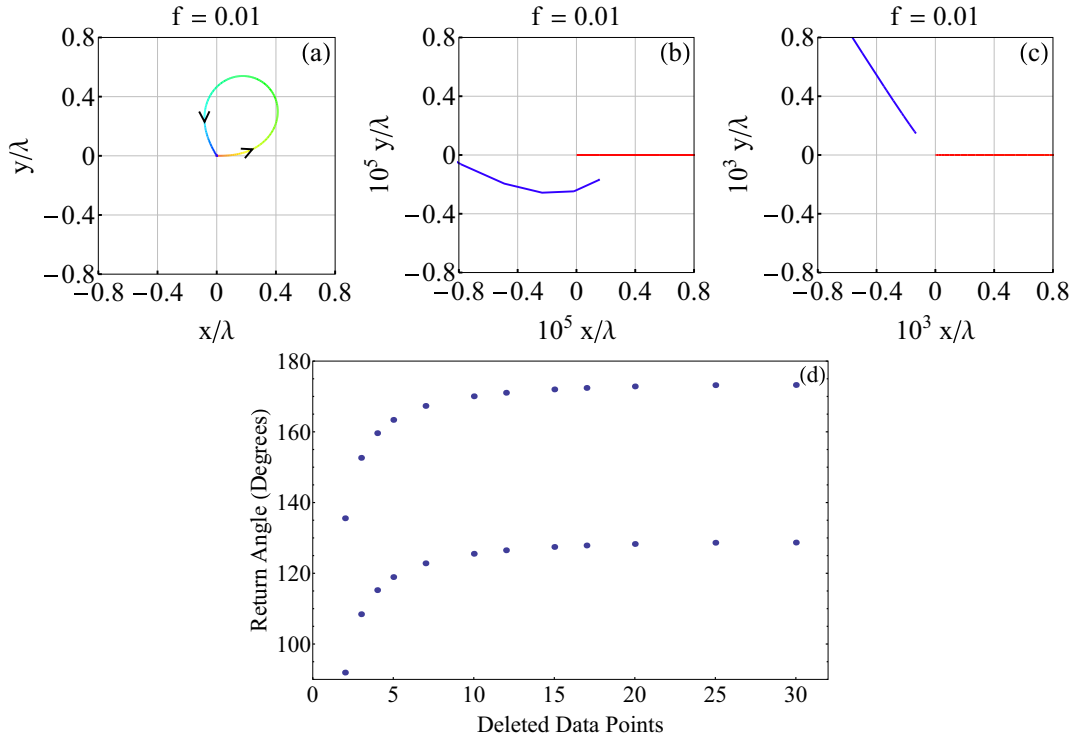 f = 0.01
(a)
0.8
0.4
0
−0.4
−0.8
y/λ
−0.8 −0.4 0 0.4 0.8
x/λ
f = 0.01
(b)
0.8
0.4
0
−0.4
−0.8
10⁵ y/λ
−0.8 −0.4 0 0.4 0.8
10⁵ x/λ
f = 0.01
(c)
0.8
0.4
0
−0.4
−0.8
10³ y/λ
−0.8 −0.4 0 0.4 0.8
10³ x/λ
(d)
180
160
140
120
100
Return Angle (Degrees)
0 5 10 15 20 25 30
Deleted Data Points